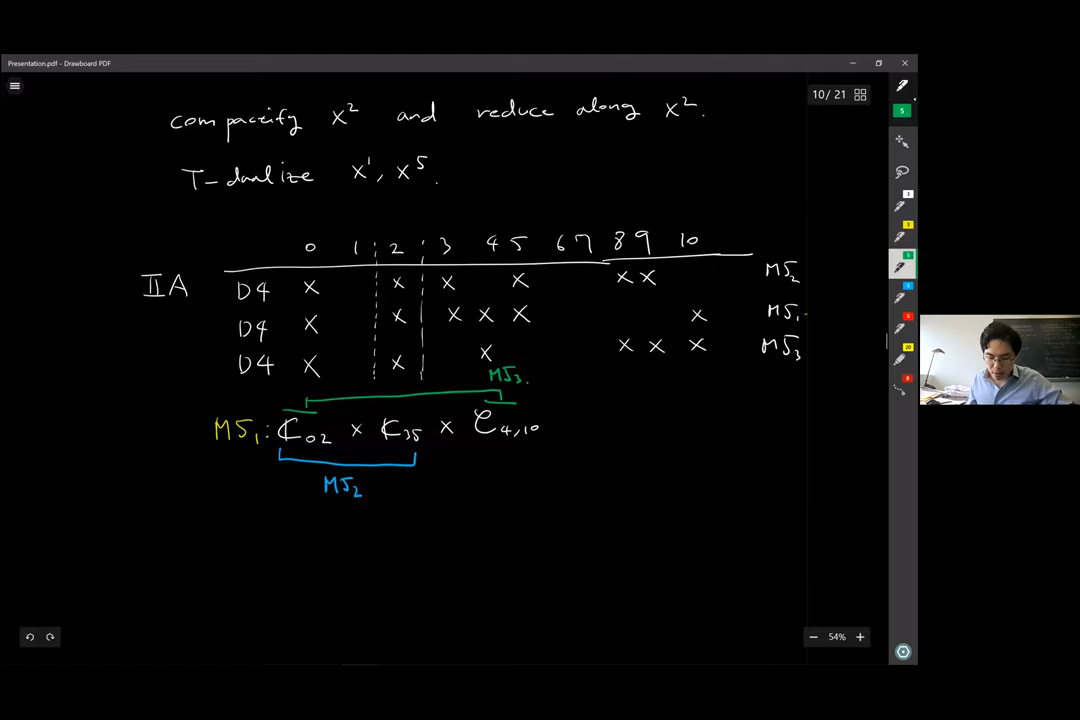 Presentation.pdf - Drawboard PDF
10 / 21
5
compactify x² and reduce along x².
T-dualize x¹, x⁵.
0 1 2 3 4 5 6 7 8 9 10
IIA D4 x x x x x x M5₂
D4 x x x x x x M5₁
D4 x x x x x x M5₃
M5₃.
M5₁: ℂ₀₂ × ℂ₃₅ × C₄,₁₀
M5₂
54%